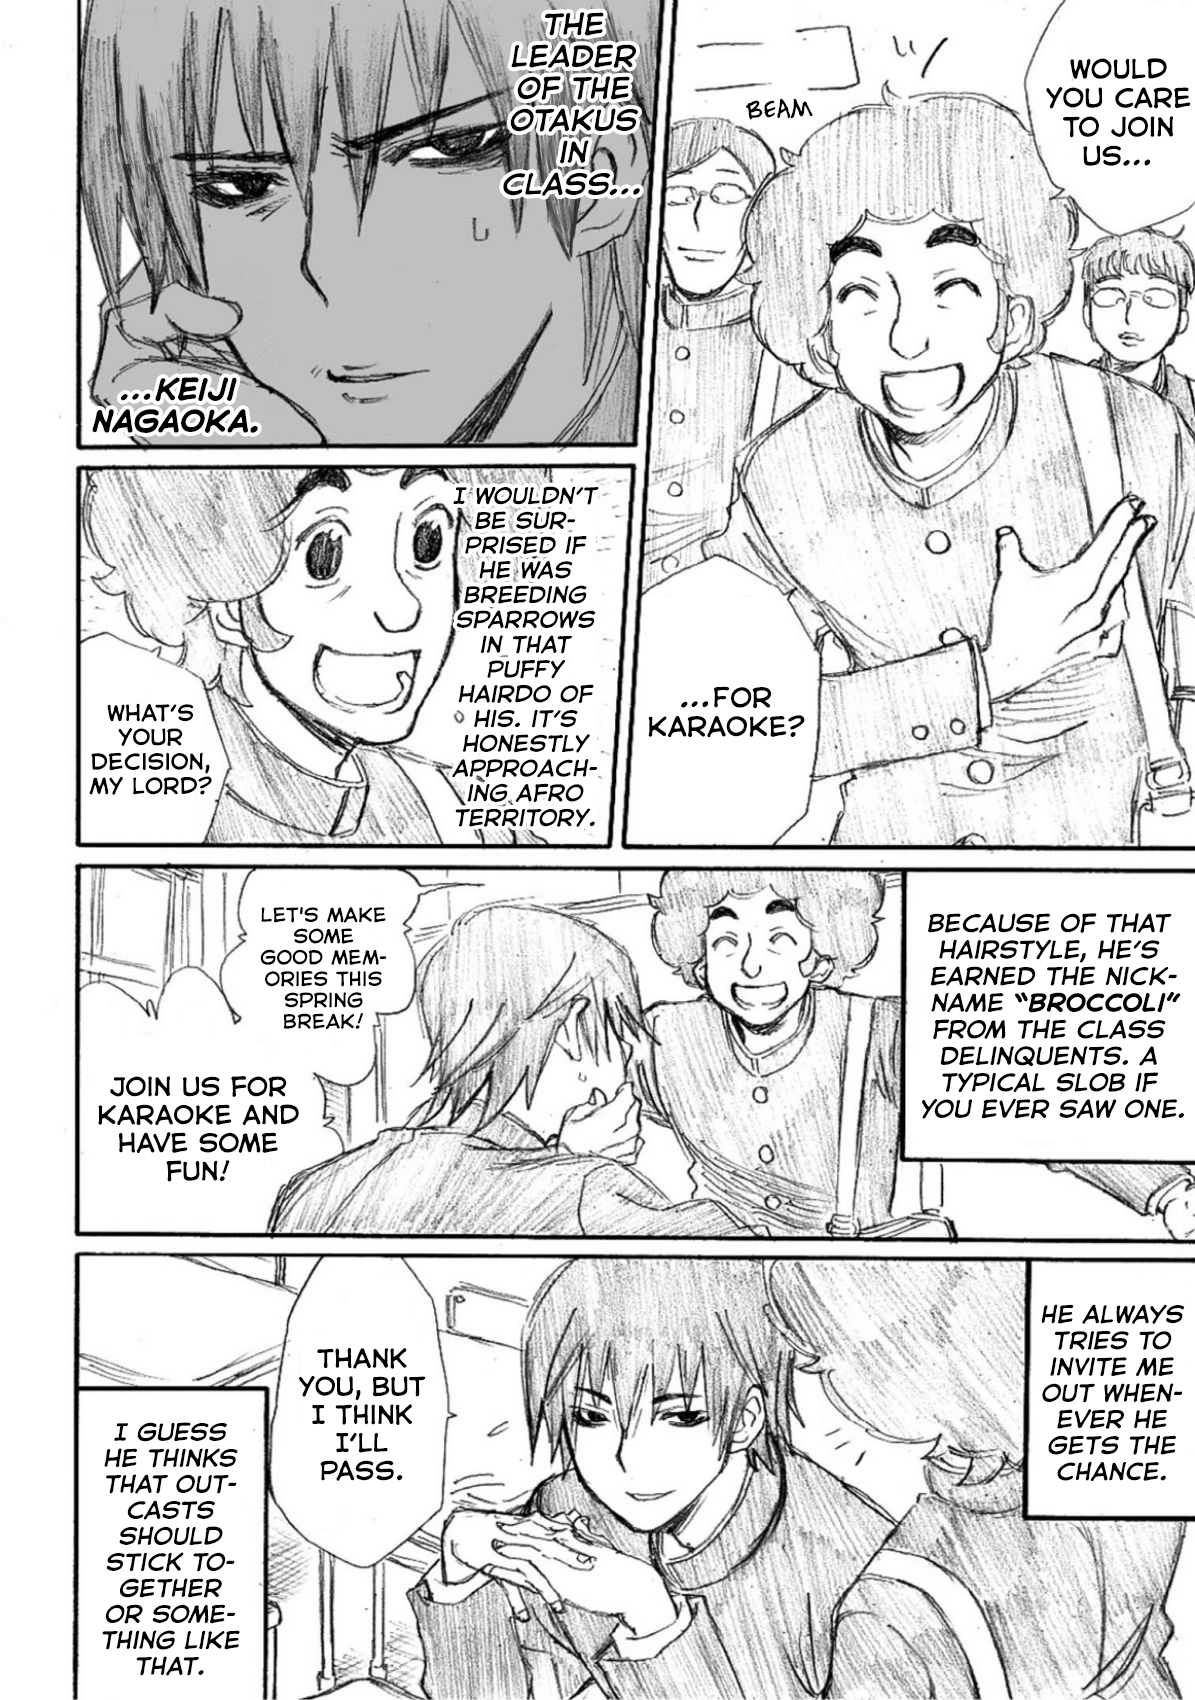 WOULD
YOU CARE
TO JOIN
US...
BEAM
...FOR
KARAOKE?
THE
LEADER
OF THE
OTAKUS
IN
CLASS...
...KEIJI
NAGAOKA.
I WOULDN'T
BE SUR-
PRISED IF
HE WAS
BREEDING
SPARROWS
IN THAT
PUFFY
HAIRDO OF
HIS. IT'S
HONESTLY
APPROACH-
ING AFRO
TERRITORY.
WHAT'S
YOUR
DECISION,
MY LORD?
BECAUSE OF THAT
HAIRSTYLE, HE'S
EARNED THE NICK-
NAME "BROCCOLI"
FROM THE CLASS
DELINQUENTS. A
TYPICAL SLOB IF
YOU EVER SAW ONE.
LET'S MAKE
SOME
GOOD MEM-
ORIES THIS
SPRING
BREAK!
JOIN US FOR
KARAOKE AND
HAVE SOME
FUN!
HE ALWAYS
TRIES TO
INVITE ME
OUT WHEN-
EVER HE
GETS THE
CHANCE.
THANK
YOU, BUT
I THINK
I'LL
PASS.
I GUESS
HE THINKS
THAT OUT-
CASTS
SHOULD
STICK TO-
GETHER
OR SOME-
THING LIKE
THAT.